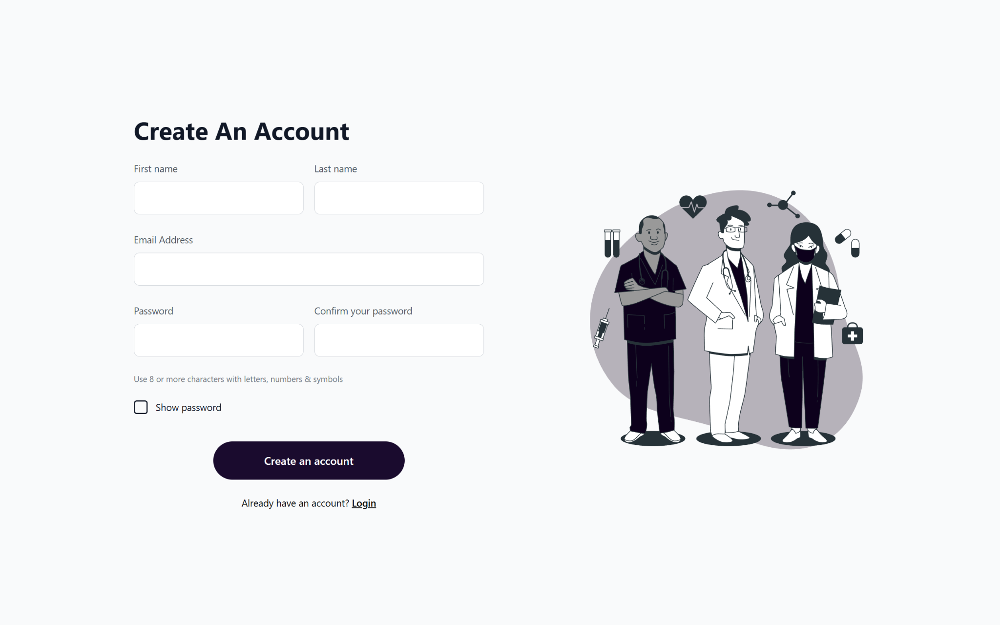 Create An Account
First name
Last name
Email Address
Password
Confirm your password
Use 8 or more characters with letters, numbers & symbols
Show password
Create an account
Already have an account? Login